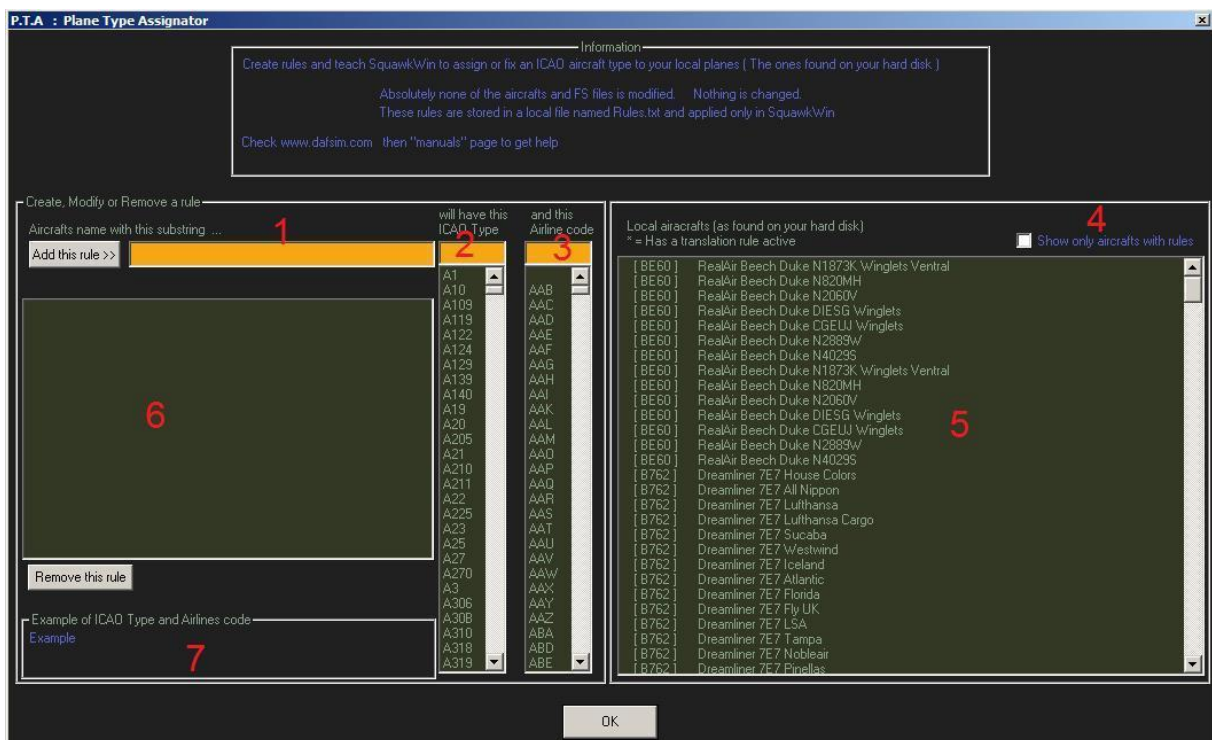 P.T.A : Plane Type Assignator
Information
Create rules and teach SquawkWin to assign or fix an ICAO aircraft type to your local planes ( The ones found on your hard disk )
Absolutely none of the aircrafts and FS files is modified. Nothing is changed.
These rules are stored in a local file named Rules.txt and applied only in SquawkWin
Check www.dafsim.com then "manuals" page to get help
Create, Modify or Remove a rule
Aircrafts name with this substring ...
1
Add this rule >>
will have this
ICAO Type
2
and this
Airline code
3
A1
A10
A109
A119
A122
A124
A129
A139
A140
A19
A20
A205
A21
A210
A211
A22
A225
A23
A25
A27
A270
A3
A306
A30B
A310
A318
A319
AAB
AAC
AAD
AAE
AAF
AAG
AAH
AAI
AAK
AAL
AAM
AAO
AAP
AAQ
AAR
AAS
AAT
AAU
AAV
AAW
AAX
AAY
AAZ
ABA
ABD
ABE
6
Remove this rule
Example of ICAO Type and Airlines code
Example
7
Local airacrafts (as found on your hard disk)
* = Has a translation rule active
4
Show only aircrafts with rules
[ BE60 ] RealAir Beech Duke N1873K Winglets Ventral
[ BE60 ] RealAir Beech Duke N820MH
[ BE60 ] RealAir Beech Duke N2060V
[ BE60 ] RealAir Beech Duke DIESG Winglets
[ BE60 ] RealAir Beech Duke CGEUJ Winglets
[ BE60 ] RealAir Beech Duke N2889W
[ BE60 ] RealAir Beech Duke N4029S
[ BE60 ] RealAir Beech Duke N1873K Winglets Ventral
[ BE60 ] RealAir Beech Duke N820MH
[ BE60 ] RealAir Beech Duke N2060V
[ BE60 ] RealAir Beech Duke DIESG Winglets
[ BE60 ] RealAir Beech Duke CGEUJ Winglets
[ BE60 ] RealAir Beech Duke N2889W
[ BE60 ] RealAir Beech Duke N4029S
[ B762 ] Dreamliner 7E7 House Colors
[ B762 ] Dreamliner 7E7 All Nippon
[ B762 ] Dreamliner 7E7 Lufthansa
[ B762 ] Dreamliner 7E7 Lufthansa Cargo
[ B762 ] Dreamliner 7E7 Sucaba
[ B762 ] Dreamliner 7E7 Westwind
[ B762 ] Dreamliner 7E7 Iceland
[ B762 ] Dreamliner 7E7 Atlantic
[ B762 ] Dreamliner 7E7 Florida
[ B762 ] Dreamliner 7E7 Fly UK
[ B762 ] Dreamliner 7E7 LSA
[ B762 ] Dreamliner 7E7 Tampa
[ B762 ] Dreamliner 7E7 Nobleair
[ B762 ] Dreamliner 7E7 Pinellas
5
OK